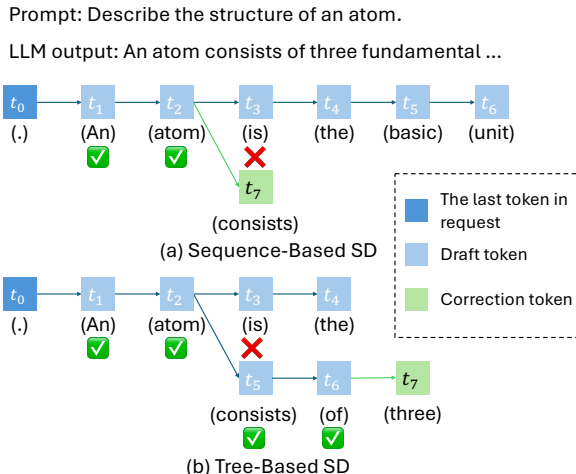 Prompt: Describe the structure of an atom.
LLM output: An atom consists of three fundamental ...
t0 t1 t2 t3 t4 t5 t6
(.) (An) (atom) (is) (the) (basic) (unit)
t7
(consists)
(a) Sequence-Based SD
The last token in
request
Draft token
Correction token
t0 t1 t2 t3 t4
(.) (An) (atom) (is) (the)
t5 t6 t7
(consists) (of) (three)
(b) Tree-Based SD